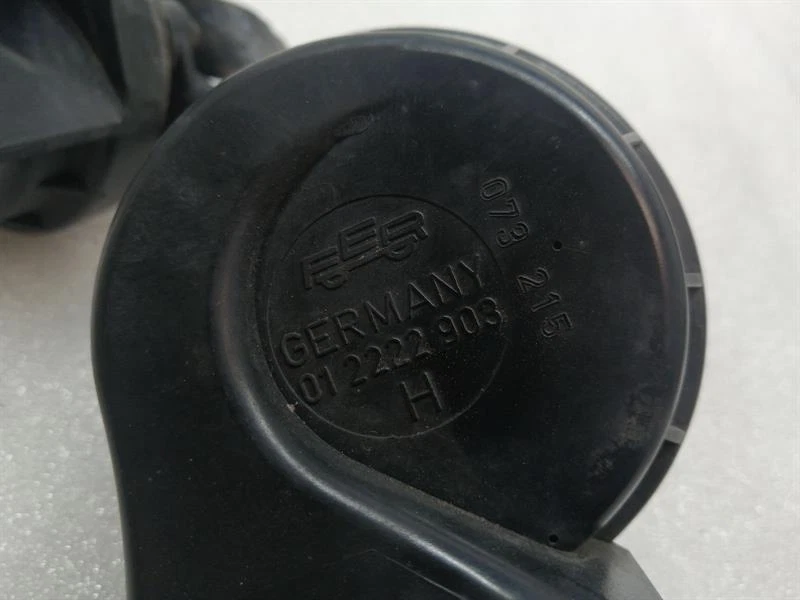 FER
GERMANY
01 2222 903
H
073 215